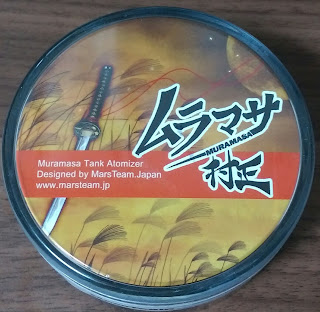 ムラマサ
MURAMASA
村正
Muramasa Tank Atomizer
Designed by MarsTeam.Japan
www.marsteam.jp